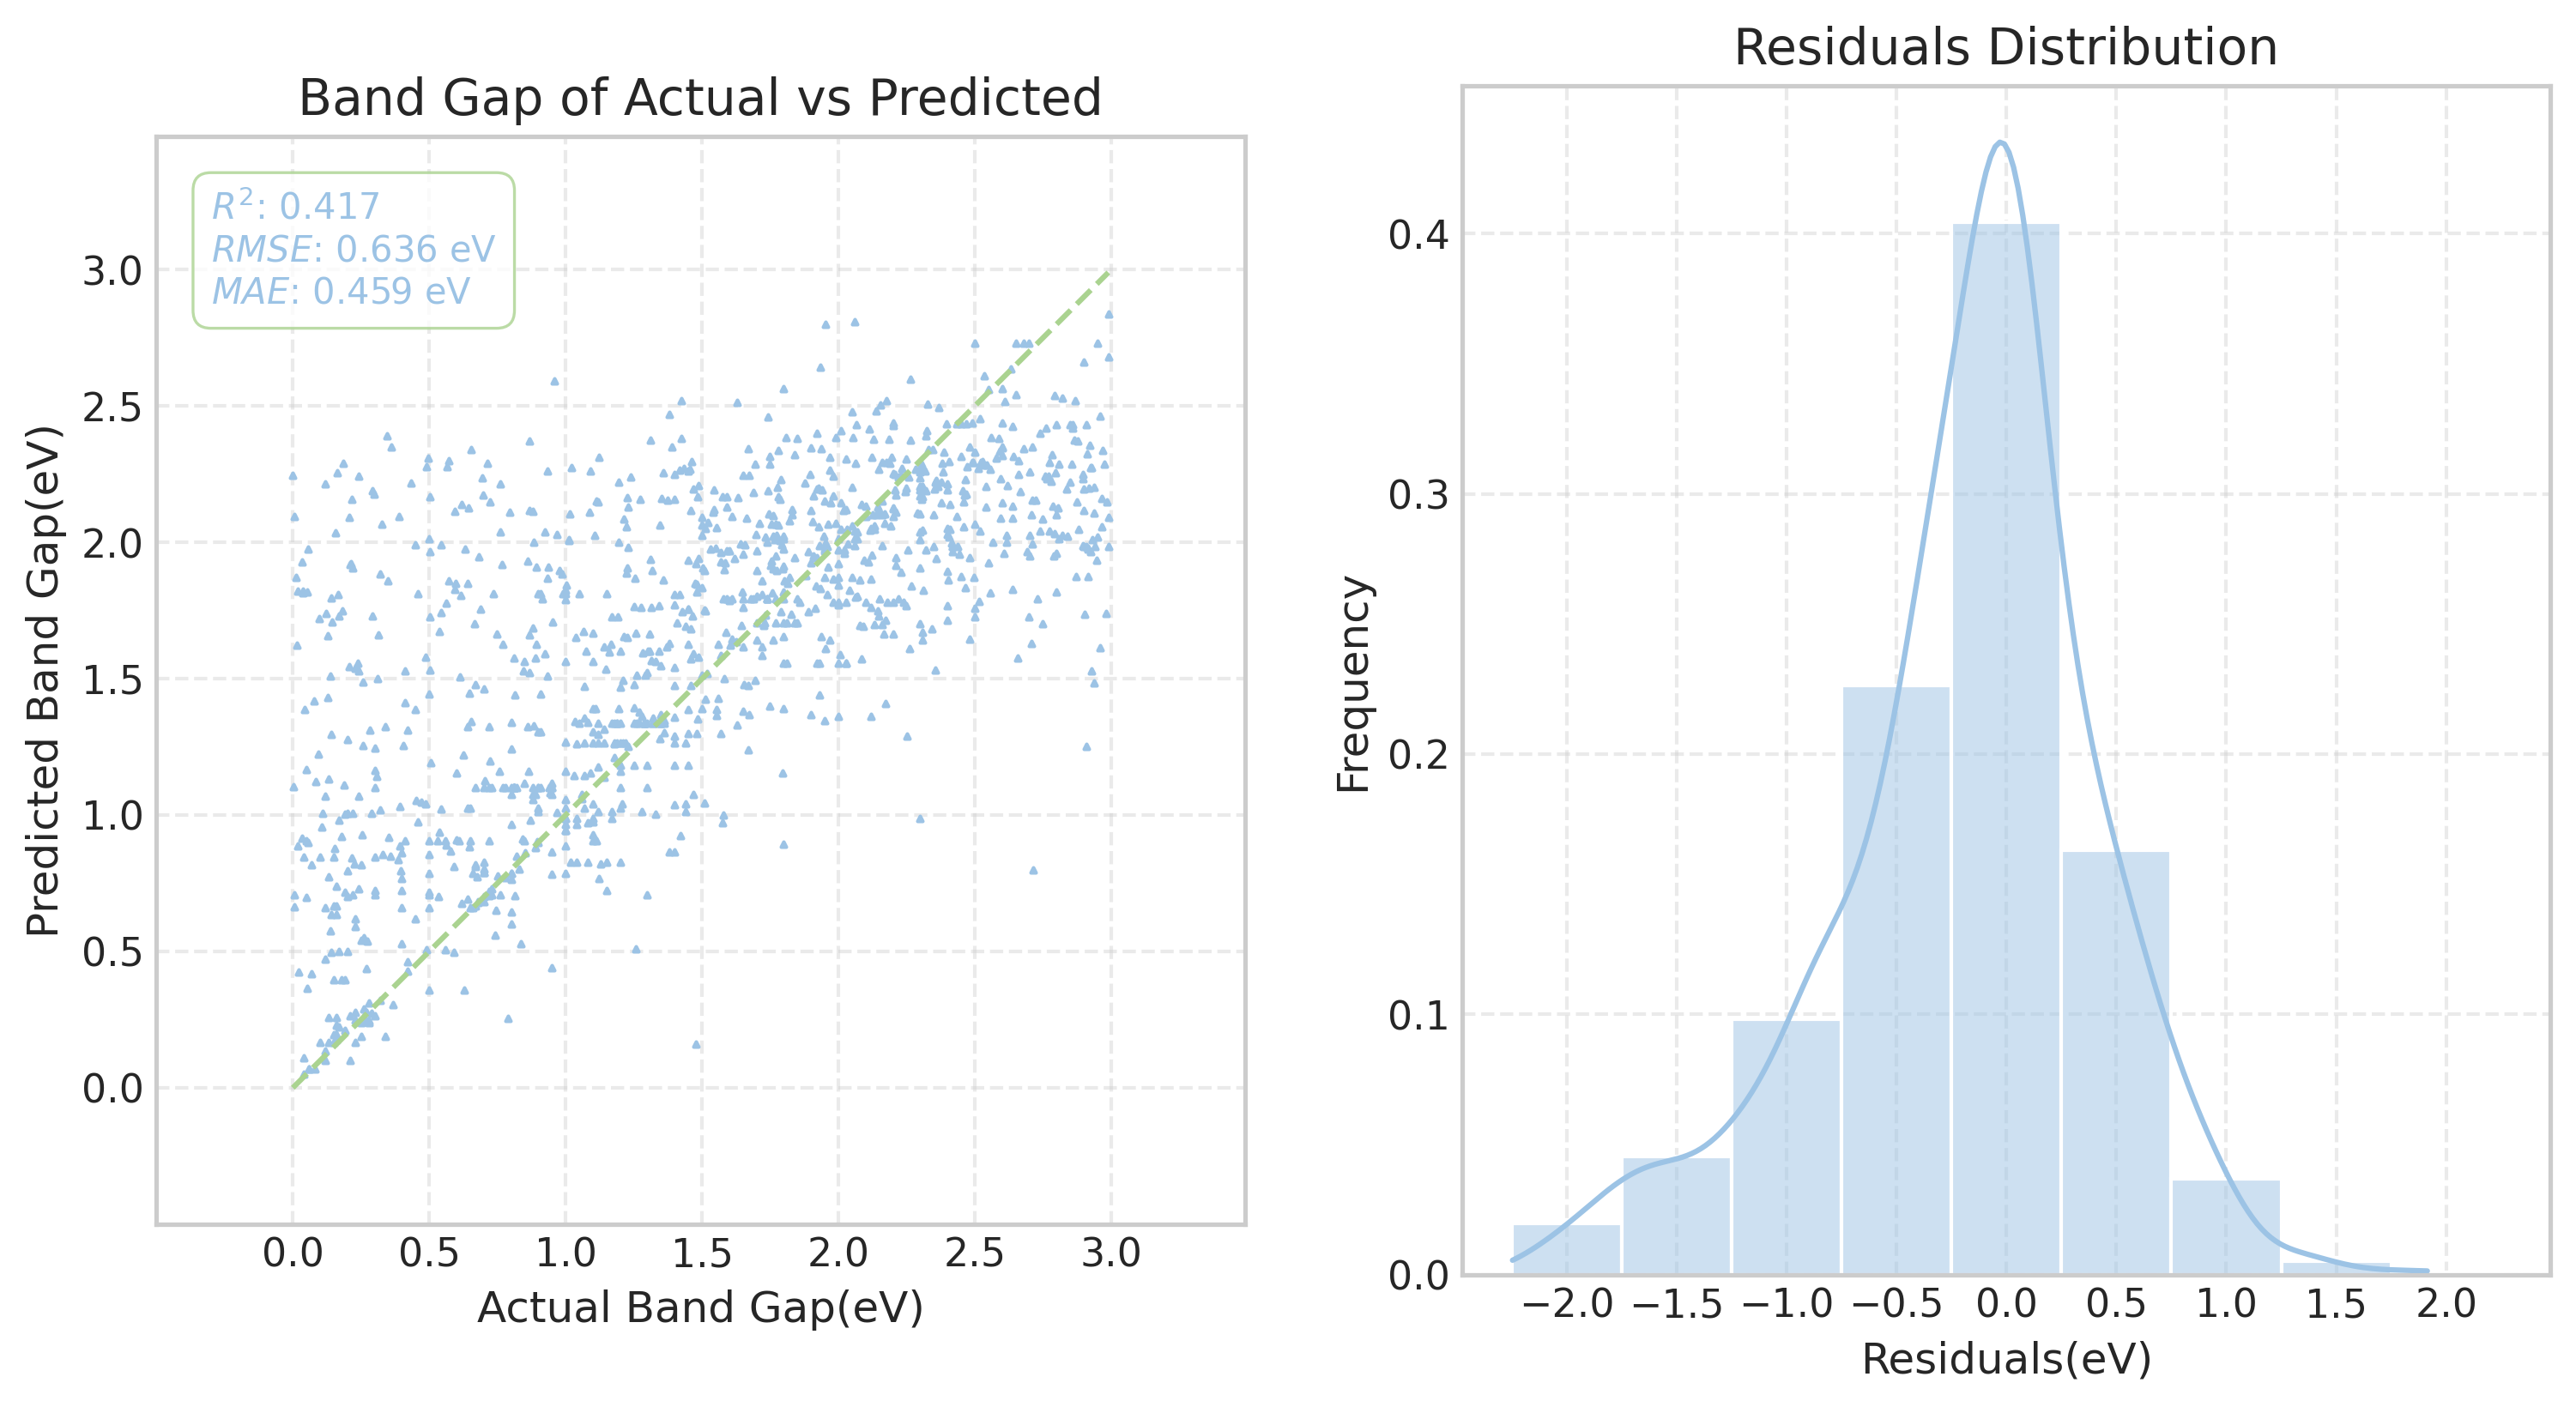 Band Gap of Actual vs Predicted
R²: 0.417
RMSE: 0.636 eV
MAE: 0.459 eV
3.0
2.5
2.0
1.5
1.0
0.5
0.0
Predicted Band Gap(eV)
0.0 0.5 1.0 1.5 2.0 2.5 3.0
Actual Band Gap(eV)
Residuals Distribution
0.4
0.3
0.2
0.1
0.0
Frequency
−2.0 −1.5 −1.0 −0.5 0.0 0.5 1.0 1.5 2.0
Residuals(eV)